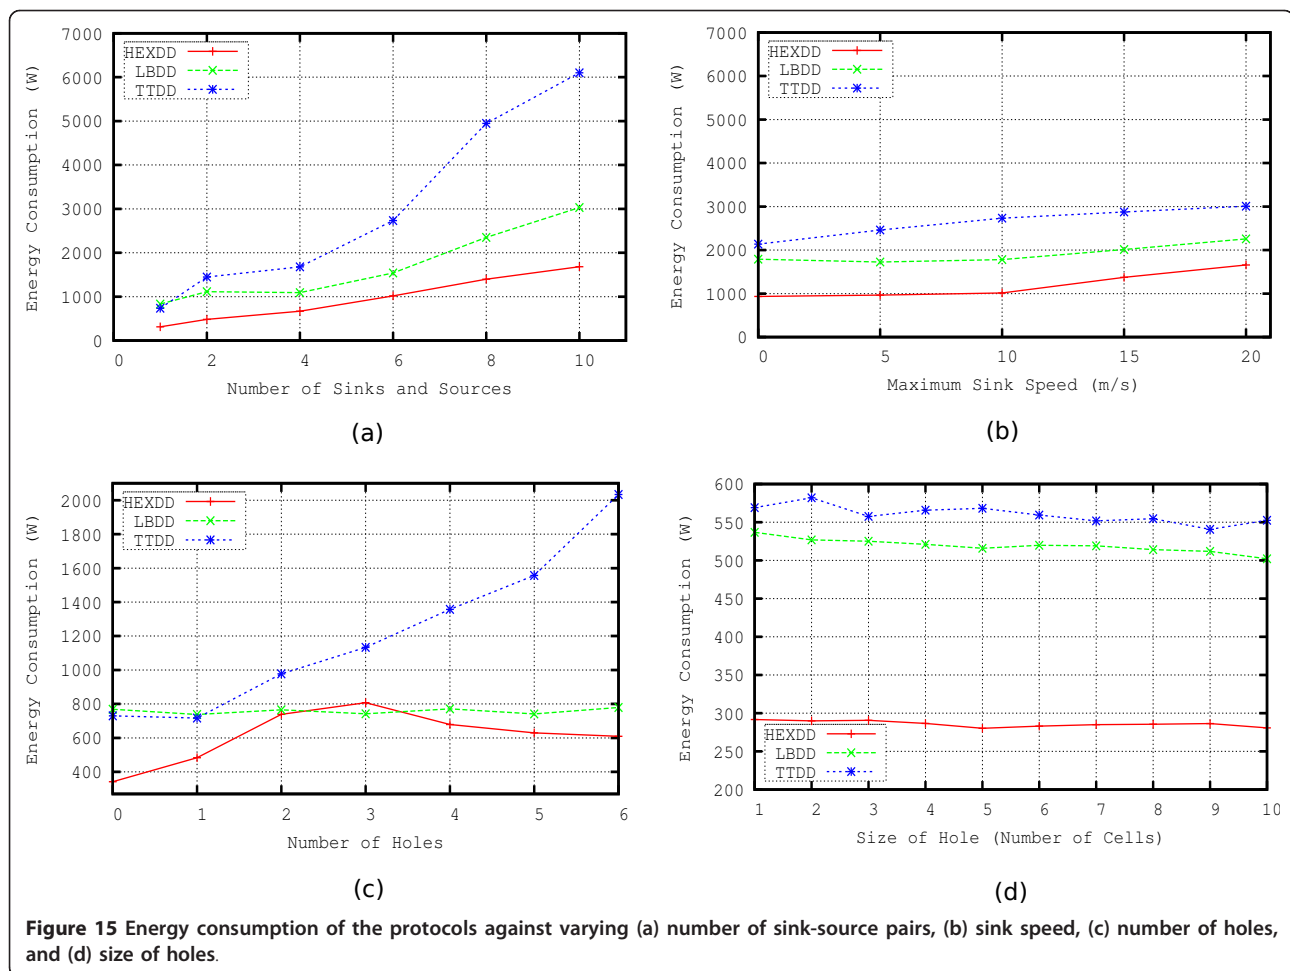 7000
6000
5000
4000
3000
2000
1000
0
Energy Consumption (W)
HEXDD
LBDD
TTDD
0 2 4 6 8 10
Number of Sinks and Sources
(a)
7000
6000
5000
4000
3000
2000
1000
0
Energy Consumption (W)
HEXDD
LBDD
TTDD
0 5 10 15 20
Maximum Sink Speed (m/s)
(b)
2000
1800
1600
1400
1200
1000
800
600
400
Energy Consumption (W)
HEXDD
LBDD
TTDD
0 1 2 3 4 5 6
Number of Holes
(c)
600
550
500
450
400
350
300
250
200
Energy Consumption (W)
HEXDD
LBDD
TTDD
1 2 3 4 5 6 7 8 9 10
Size of Hole (Number of Cells)
(d)
Figure 15 Energy consumption of the protocols against varying (a) number of sink-source pairs, (b) sink speed, (c) number of holes,
and (d) size of holes.